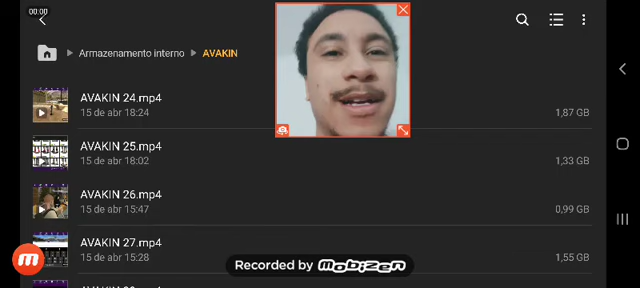 00:00
Armazenamento interno
AVAKIN
AVAKIN 24.mp4
15 de abr 18:24
1,87 GB
AVAKIN 25.mp4
15 de abr 18:02
1,33 GB
AVAKIN 26.mp4
15 de abr 15:47
0,99 GB
AVAKIN 27.mp4
15 de abr 15:28
1,55 GB
Recorded by mobizen